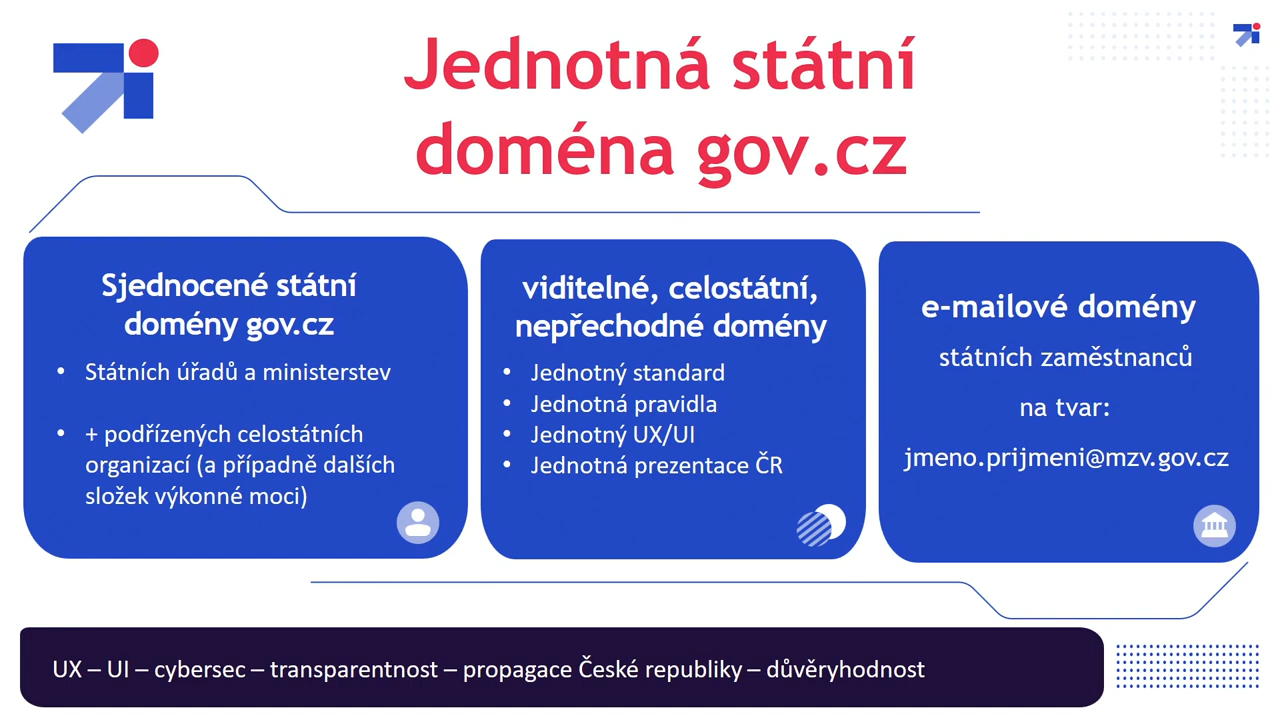 Jednotná státní
doména gov.cz
Sjednocené státní
domény gov.cz
• Státních úřadů a ministerstev
• + podřízených celostátních
organizací (a případně dalších
složek výkonné moci)
viditelné, celostátní,
nepřechodné domény
• Jednotný standard
• Jednotná pravidla
• Jednotný UX/UI
• Jednotná prezentace ČR
e-mailové domény
státních zaměstnanců
na tvar:
jmeno.prijmeni@mzv.gov.cz
UX – UI – cybersec – transparentnost – propagace České republiky – důvěryhodnost